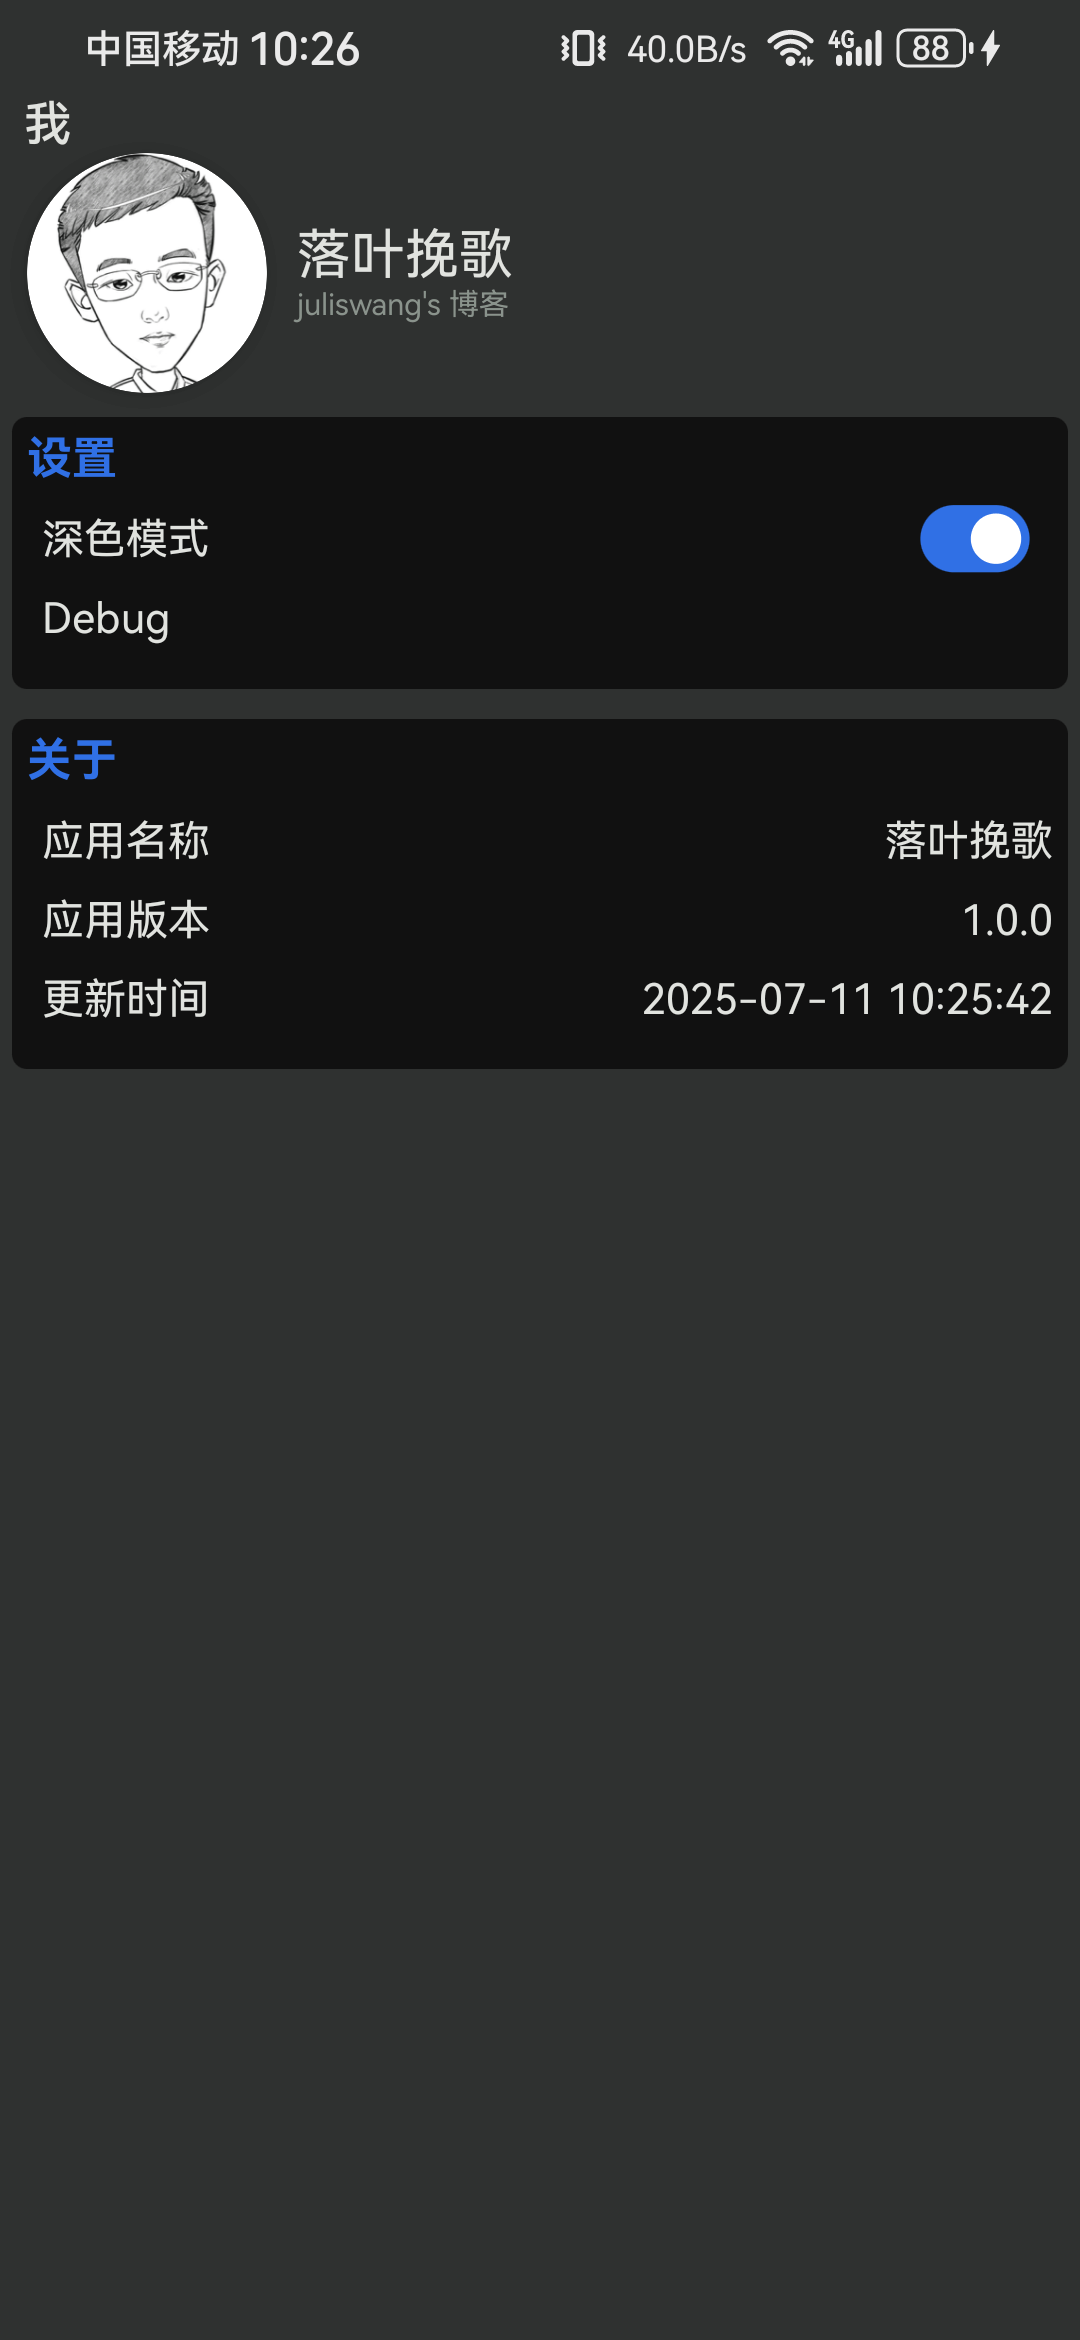 中国移动 10:26 40.0B/s 4G 88
我
落叶挽歌
juliswang's 博客
设置
深色模式
Debug
关于
应用名称 落叶挽歌
应用版本 1.0.0
更新时间 2025-07-11 10:25:42